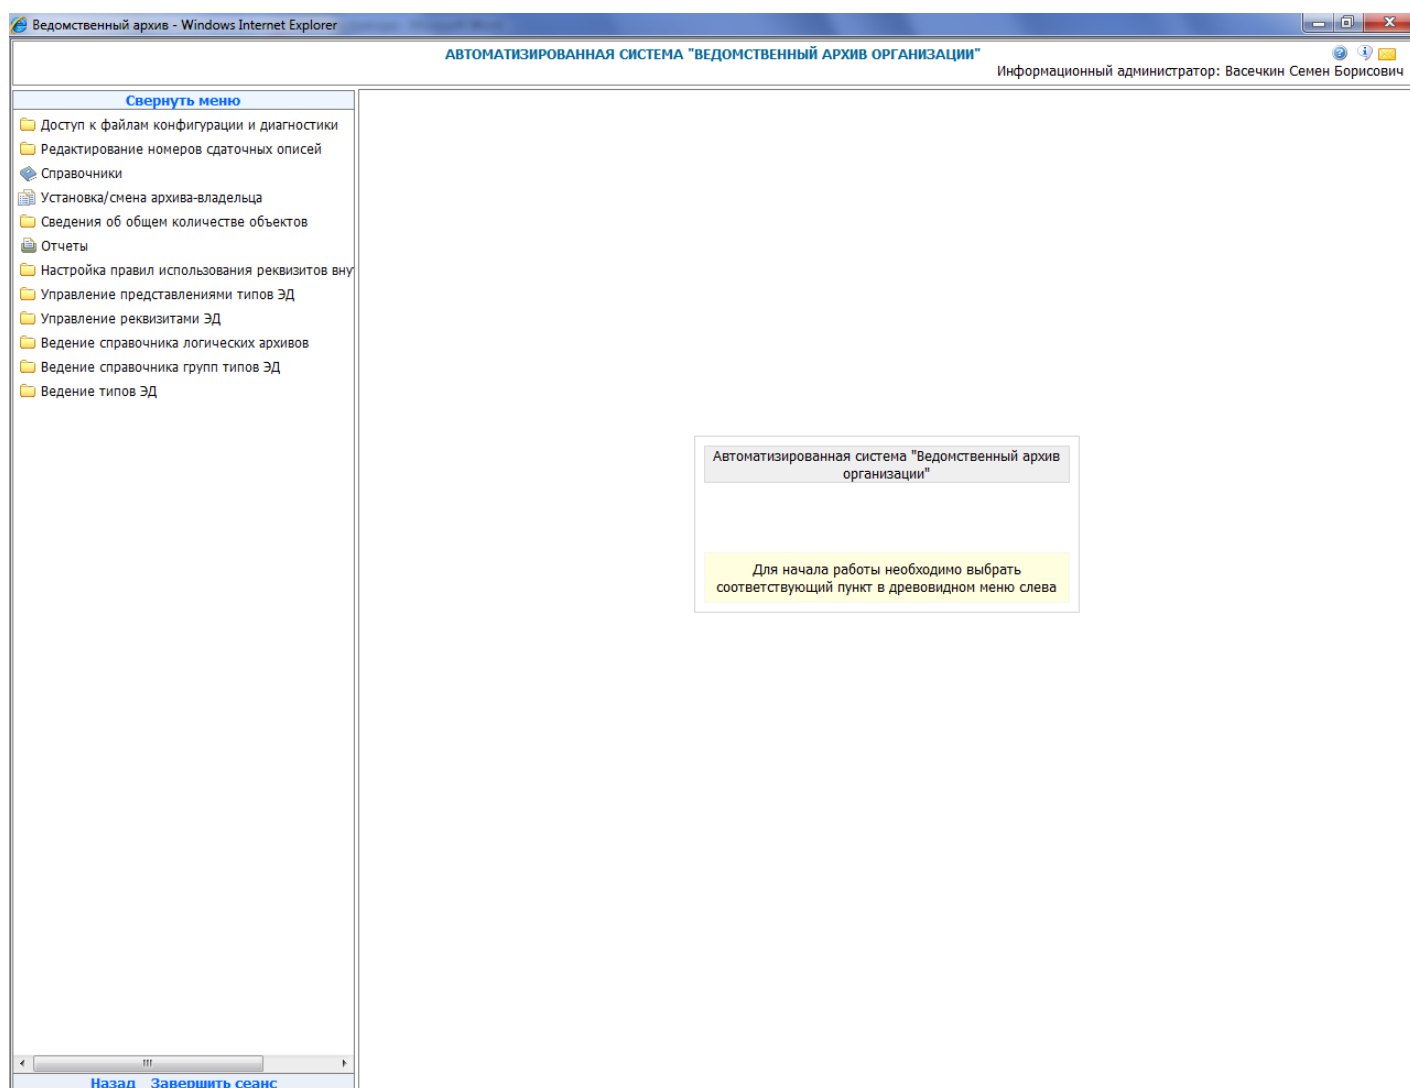 Ведомственный архив - Windows Internet Explorer
АВТОМАТИЗИРОВАННАЯ СИСТЕМА "ВЕДОМСТВЕННЫЙ АРХИВ ОРГАНИЗАЦИИ"
Информационный администратор: Васечкин Семен Борисович
Свернуть меню
Доступ к файлам конфигурации и диагностики
Редактирование номеров сдаточных описей
Справочники
Установка/смена архива-владельца
Сведения об общем количестве объектов
Отчеты
Настройка правил использования реквизитов вну
Управление представлениями типов ЭД
Управление реквизитами ЭД
Ведение справочника логических архивов
Ведение справочника групп типов ЭД
Ведение типов ЭД
Автоматизированная система "Ведомственный архив
организации"
Для начала работы необходимо выбрать
соответствующий пункт в древовидном меню слева
Назад Завершить сеанс